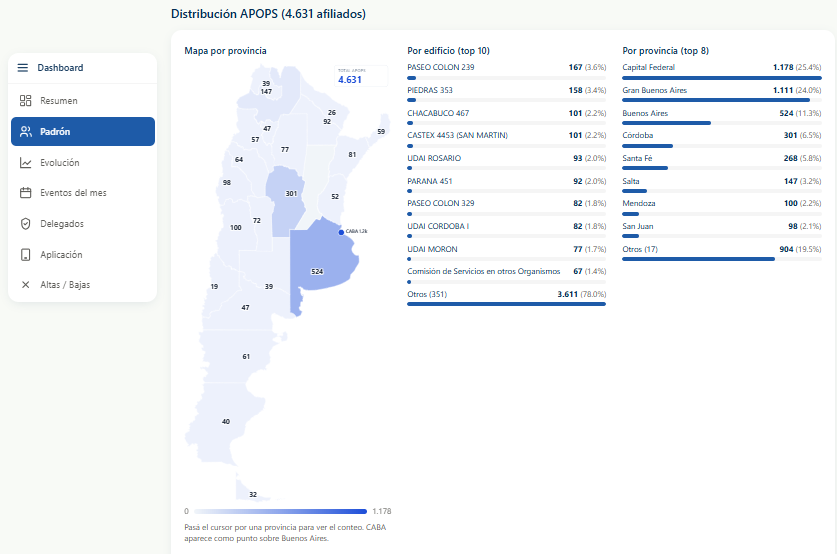 Distribución APOPS (4.631 afiliados)
Dashboard
Resumen
Padrón
Evolución
Eventos del mes
Delegados
Aplicación
Altas / Bajas
Mapa por provincia
TOTAL APOPS
4.631
39
147
26
92
59
47
57
77
81
64
98
301
52
72
100
CABA 1.2k
524
19
39
47
61
40
32
0
1.178
Pasá el cursor por una provincia para ver el conteo. CABA
aparece como punto sobre Buenos Aires.
Por edificio (top 10)
PASEO COLON 239 167 (3.6%)
PIEDRAS 353 158 (3.4%)
CHACABUCO 467 101 (2.2%)
CASTEX 4453 (SAN MARTIN) 101 (2.2%)
UDAI ROSARIO 93 (2.0%)
PARANA 451 92 (2.0%)
PASEO COLON 329 82 (1.8%)
UDAI CORDOBA I 82 (1.8%)
UDAI MORON 77 (1.7%)
Comisión de Servicios en otros Organismos 67 (1.4%)
Otros (351) 3.611 (78.0%)
Por provincia (top 8)
Capital Federal 1.178 (25.4%)
Gran Buenos Aires 1.111 (24.0%)
Buenos Aires 524 (11.3%)
Córdoba 301 (6.5%)
Santa Fé 268 (5.8%)
Salta 147 (3.2%)
Mendoza 100 (2.2%)
San Juan 98 (2.1%)
Otros (17) 904 (19.5%)